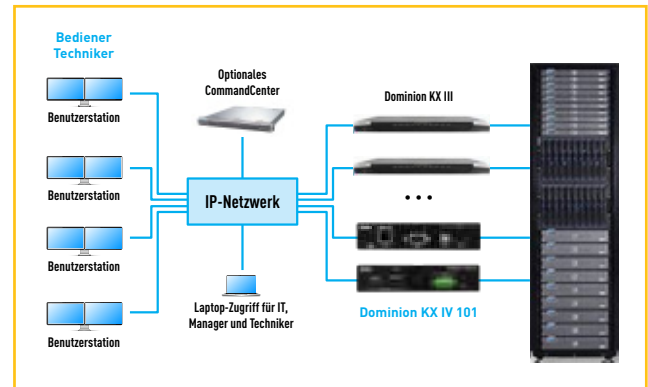 Bediener
Techniker
Benutzerstation
Benutzerstation
Benutzerstation
Benutzerstation
Optionales
CommandCenter
IP-Netzwerk
Laptop-Zugriff für IT,
Manager und Techniker
Dominion KX III
...
Dominion KX IV 101